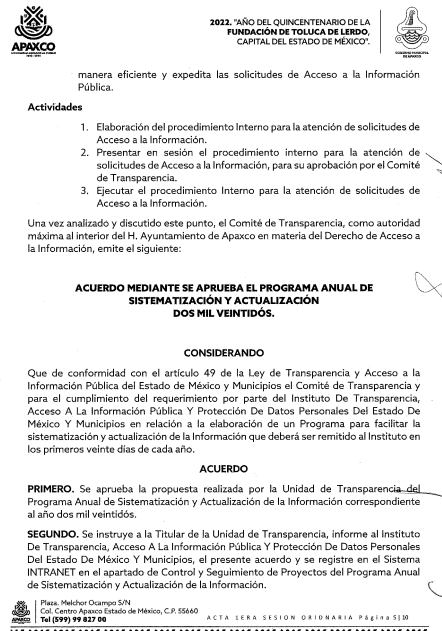 APAXCO
2022. "AÑO DEL QUINCENTENARIO DE LA
FUNDACIÓN DE TOLUCA DE LERDO,
CAPITAL DEL ESTADO DE MÉXICO".
manera eficiente y expedita las solicitudes de Acceso a la Información
Pública.
Actividades
1. Elaboración del procedimiento Interno para la atención de solicitudes de
Acceso a la Información.
2. Presentar en sesión el procedimiento interno para la atención de
solicitudes de Acceso a la Información, para su aprobación por el Comité
de Transparencia.
3. Ejecutar el procedimiento Interno para la atención de solicitudes de
Acceso a la Información.
Una vez analizado y discutido este punto, el Comité de Transparencia, como autoridad
máxima al interior del H. Ayuntamiento de Apaxco en materia del Derecho de Acceso a
la Información, emite el siguiente:
ACUERDO MEDIANTE SE APRUEBA EL PROGRAMA ANUAL DE
SISTEMATIZACIÓN Y ACTUALIZACIÓN
DOS MIL VEINTIDÓS.
CONSIDERANDO
Que de conformidad con el artículo 49 de la Ley de Transparencia y Acceso a la
Información Pública del Estado de México y Municipios el Comité de Transparencia y
para el cumplimiento del requerimiento por parte del Instituto De Transparencia,
Acceso A La Información Pública Y Protección De Datos Personales Del Estado De
México Y Municipios en relación a la elaboración de un Programa para facilitar la
sistematización y actualización de la Información que deberá ser remitido al Instituto en
los primeros veinte días de cada año.
ACUERDO
PRIMERO. Se aprueba la propuesta realizada por la Unidad de Transparencia del
Programa Anual de Sistematización y Actualización de la Información correspondiente
al año dos mil veintidós.
SEGUNDO. Se instruye a la Titular de la Unidad de Transparencia, informe al Instituto
De Transparencia, Acceso A La Información Pública Y Protección De Datos Personales
Del Estado De México Y Municipios, el presente acuerdo y se registre en el Sistema
INTRANET en el apartado de Control y Seguimiento de Proyectos del Programa Anual
de Sistematización y Actualización de la Información.
APAXCO
Plaza. Melchor Ocampo S/N
Col. Centro Apaxco Estado de México, C.P. 55660
Tel (599) 99 827 00
ACTA 1ERA SESION ORIONARIA Página 5|10